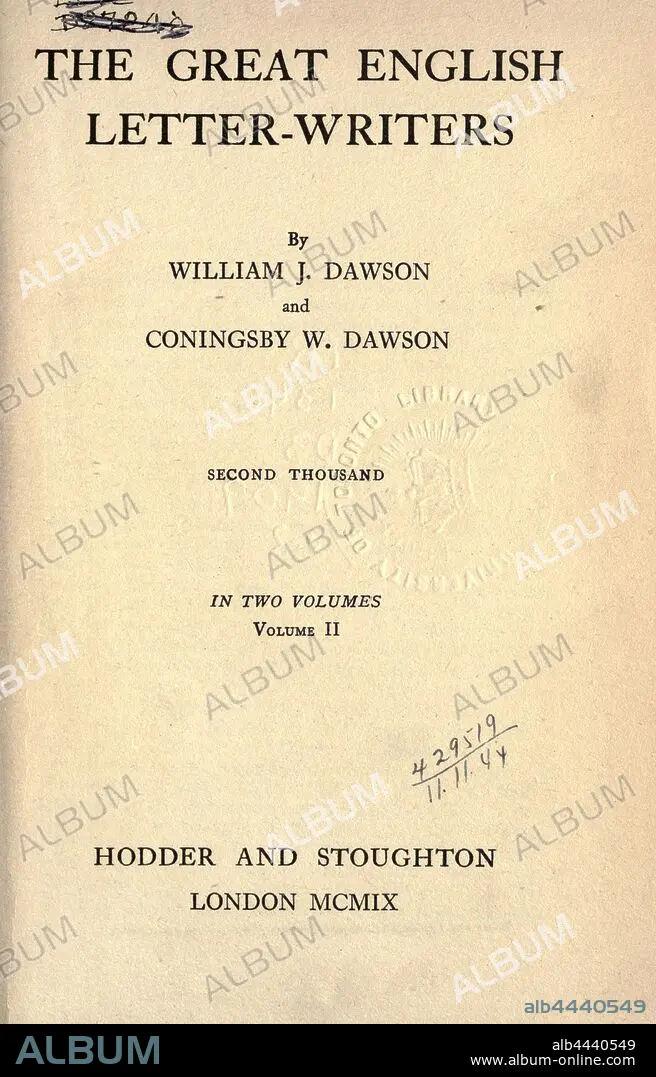 THE GREAT ENGLISH
LETTER-WRITERS
By
WILLIAM J. DAWSON
and
CONINGSBY W. DAWSON
SECOND THOUSAND
IN TWO VOLUMES
VOLUME II
429519
11.11.44
HODDER AND STOUGHTON
LONDON MCMIX
alb4440549
ALBUM
alb4440549
www.album-online.com